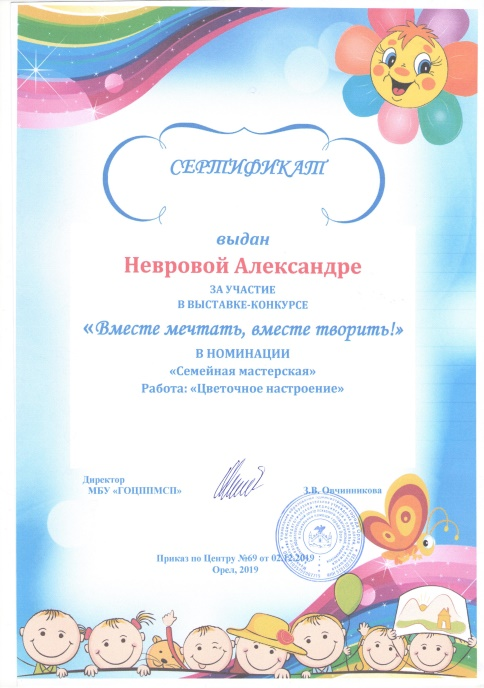 СЕРТИФИКАТ
выдан
Невровой Александре
ЗА УЧАСТИЕ
В ВЫСТАВКЕ-КОНКУРСЕ
«Вместе мечтать, вместе творить!»
В НОМИНАЦИИ
«Семейная мастерская»
Работа: «Цветочное настроение»
Директор
МБУ «ГОЦППМСП» З.В. Овчинникова
Приказ по Центру №69 от 02.12.2019
Орел, 2019